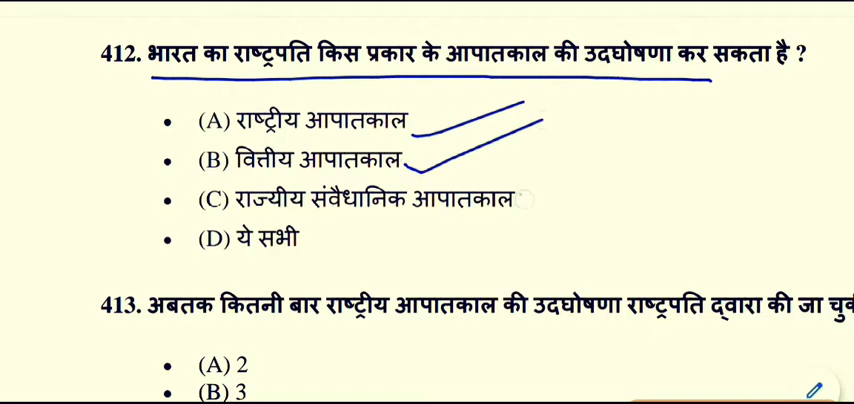 412. भारत का राष्ट्रपति किस प्रकार के आपातकाल की उदघोषणा कर सकता है ?
• (A) राष्ट्रीय आपातकाल
• (B) वित्तीय आपातकाल
• (C) राज्यीय संवैधानिक आपातकाल
• (D) ये सभी
413. अबतक कितनी बार राष्ट्रीय आपातकाल की उदघोषणा राष्ट्रपति द्वारा की जा
• (A) 2
• (B) 3